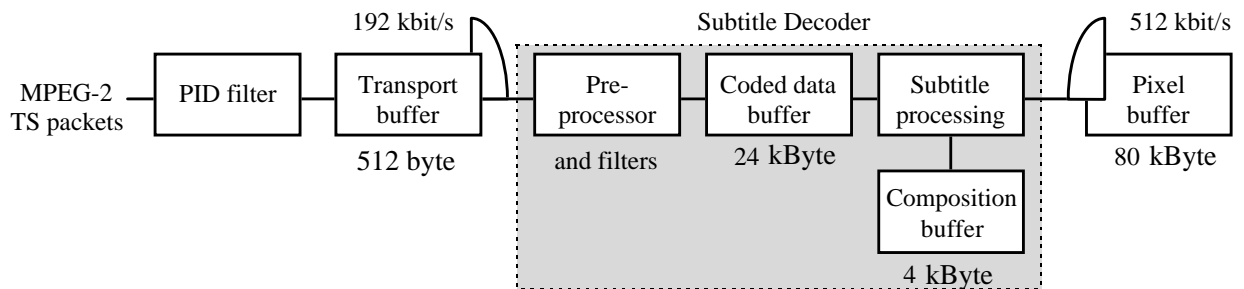 192 kbit/s
Subtitle Decoder
512 kbit/s
MPEG-2
TS packets
PID filter
Transport
buffer
512 byte
Pre-
processor
and filters
Coded data
buffer
24 kByte
Subtitle
processing
Composition
buffer
4 kByte
Pixel
buffer
80 kByte